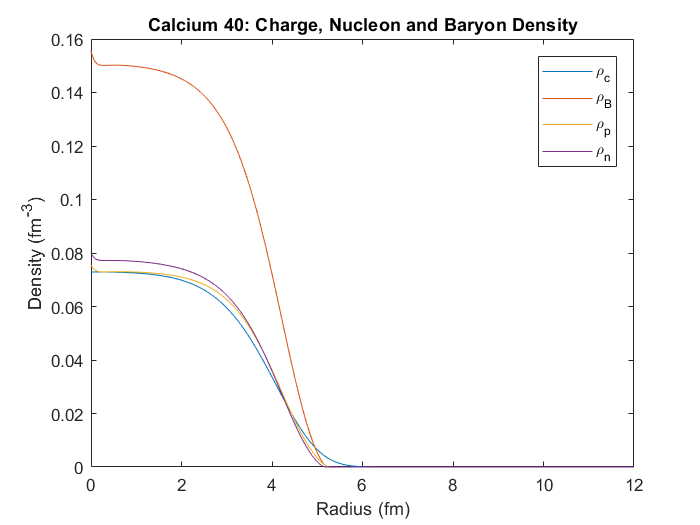 Calcium 40: Charge, Nucleon and Baryon Density
0.16
0.14
0.12
0.1
0.08
0.06
0.04
0.02
0
Density (fm⁻³)
ρc
ρB
ρp
ρn
0 2 4 6 8 10 12
Radius (fm)